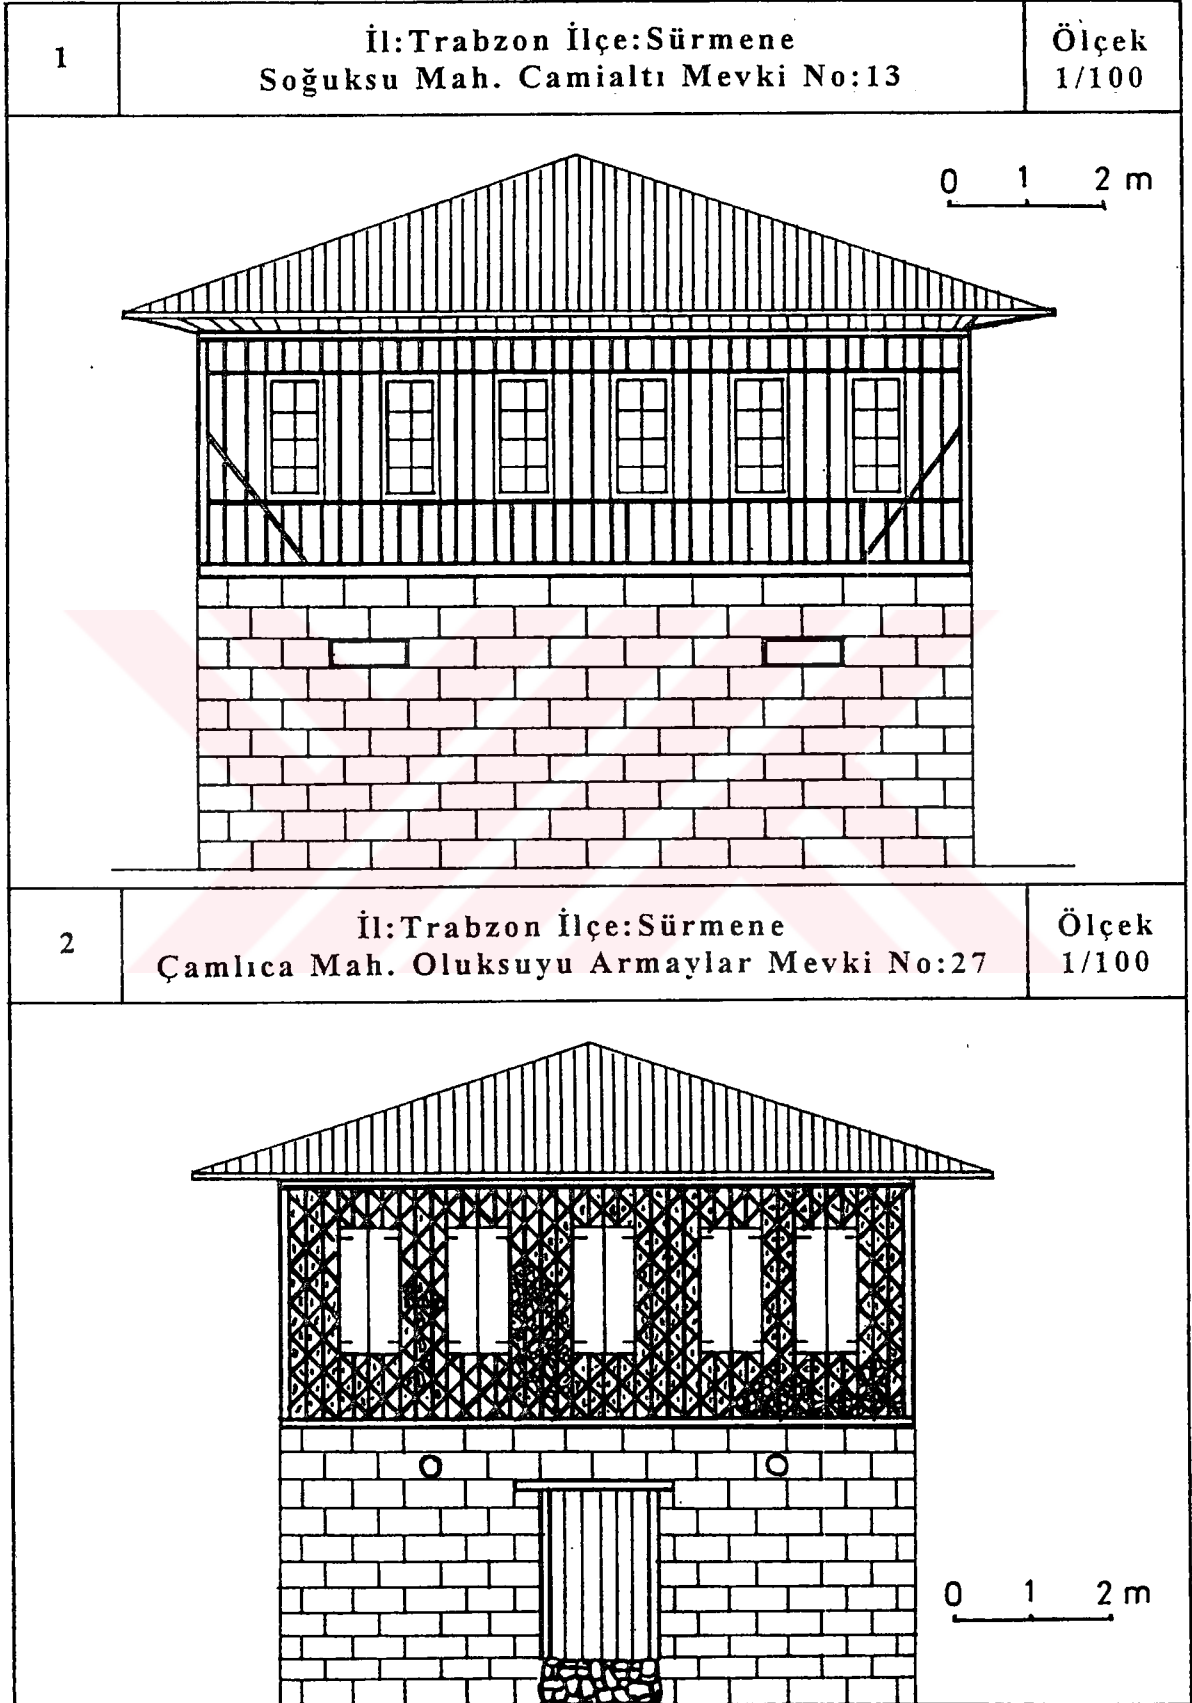 1
İl:Trabzon İlçe:Sürmene
Soğuksu Mah. Camialtı Mevki No:13
Ölçek
1/100
0 1 2 m
2
İl:Trabzon İlçe:Sürmene
Çamlıca Mah. Oluksuyu Armaylar Mevki No:27
Ölçek
1/100
0 1 2 m